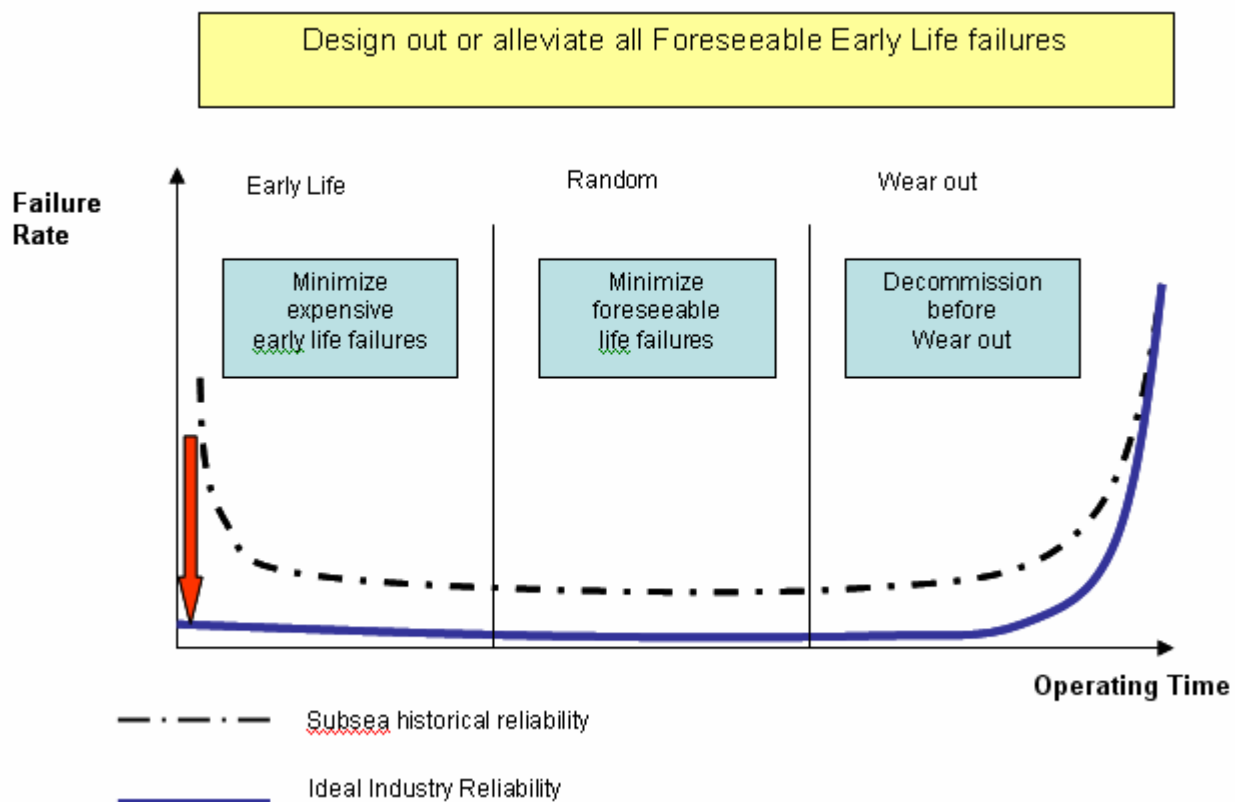 Design out or alleviate all Foreseeable Early Life failures
Failure
Rate
Early Life
Random
Wear out
Minimize
expensive
early life failures
Minimize
foreseeable
life failures
Decommission
before
Wear out
Operating Time
Subsea historical reliability
Ideal Industry Reliability